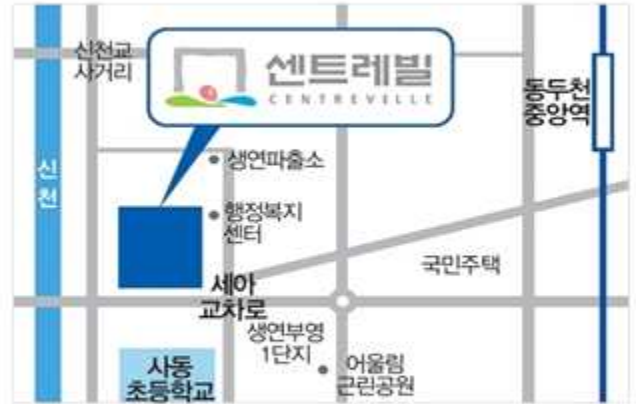 신천교
사거리
센트레빌
CENTREVILLE
동두천
중앙역
신천
생연파출소
행정복지
센터
국민주택
세아
교차로
생연부영
1단지
어울림
근린공원
사동
초등학교